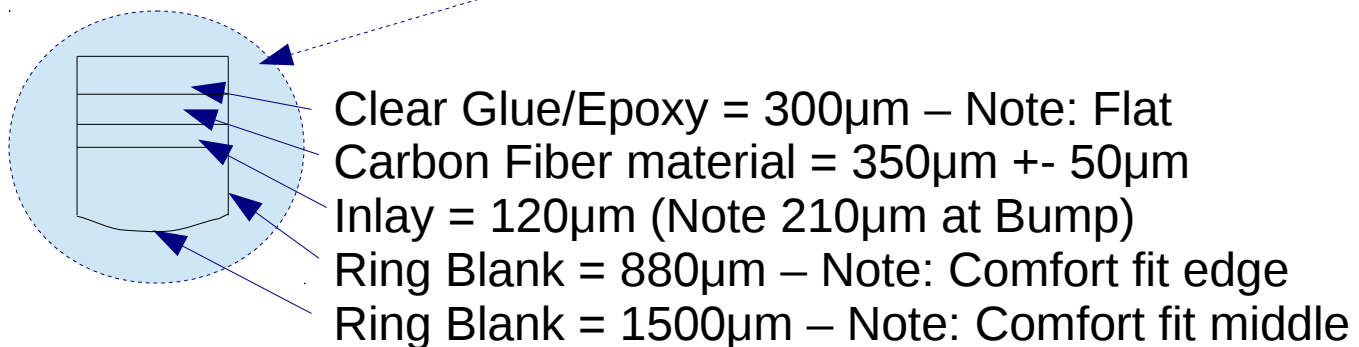 Clear Glue/Epoxy = 300μm – Note: Flat
Carbon Fiber material = 350μm +- 50μm
Inlay = 120μm (Note 210μm at Bump)
Ring Blank = 880μm – Note: Comfort fit edge
Ring Blank = 1500μm – Note: Comfort fit middle